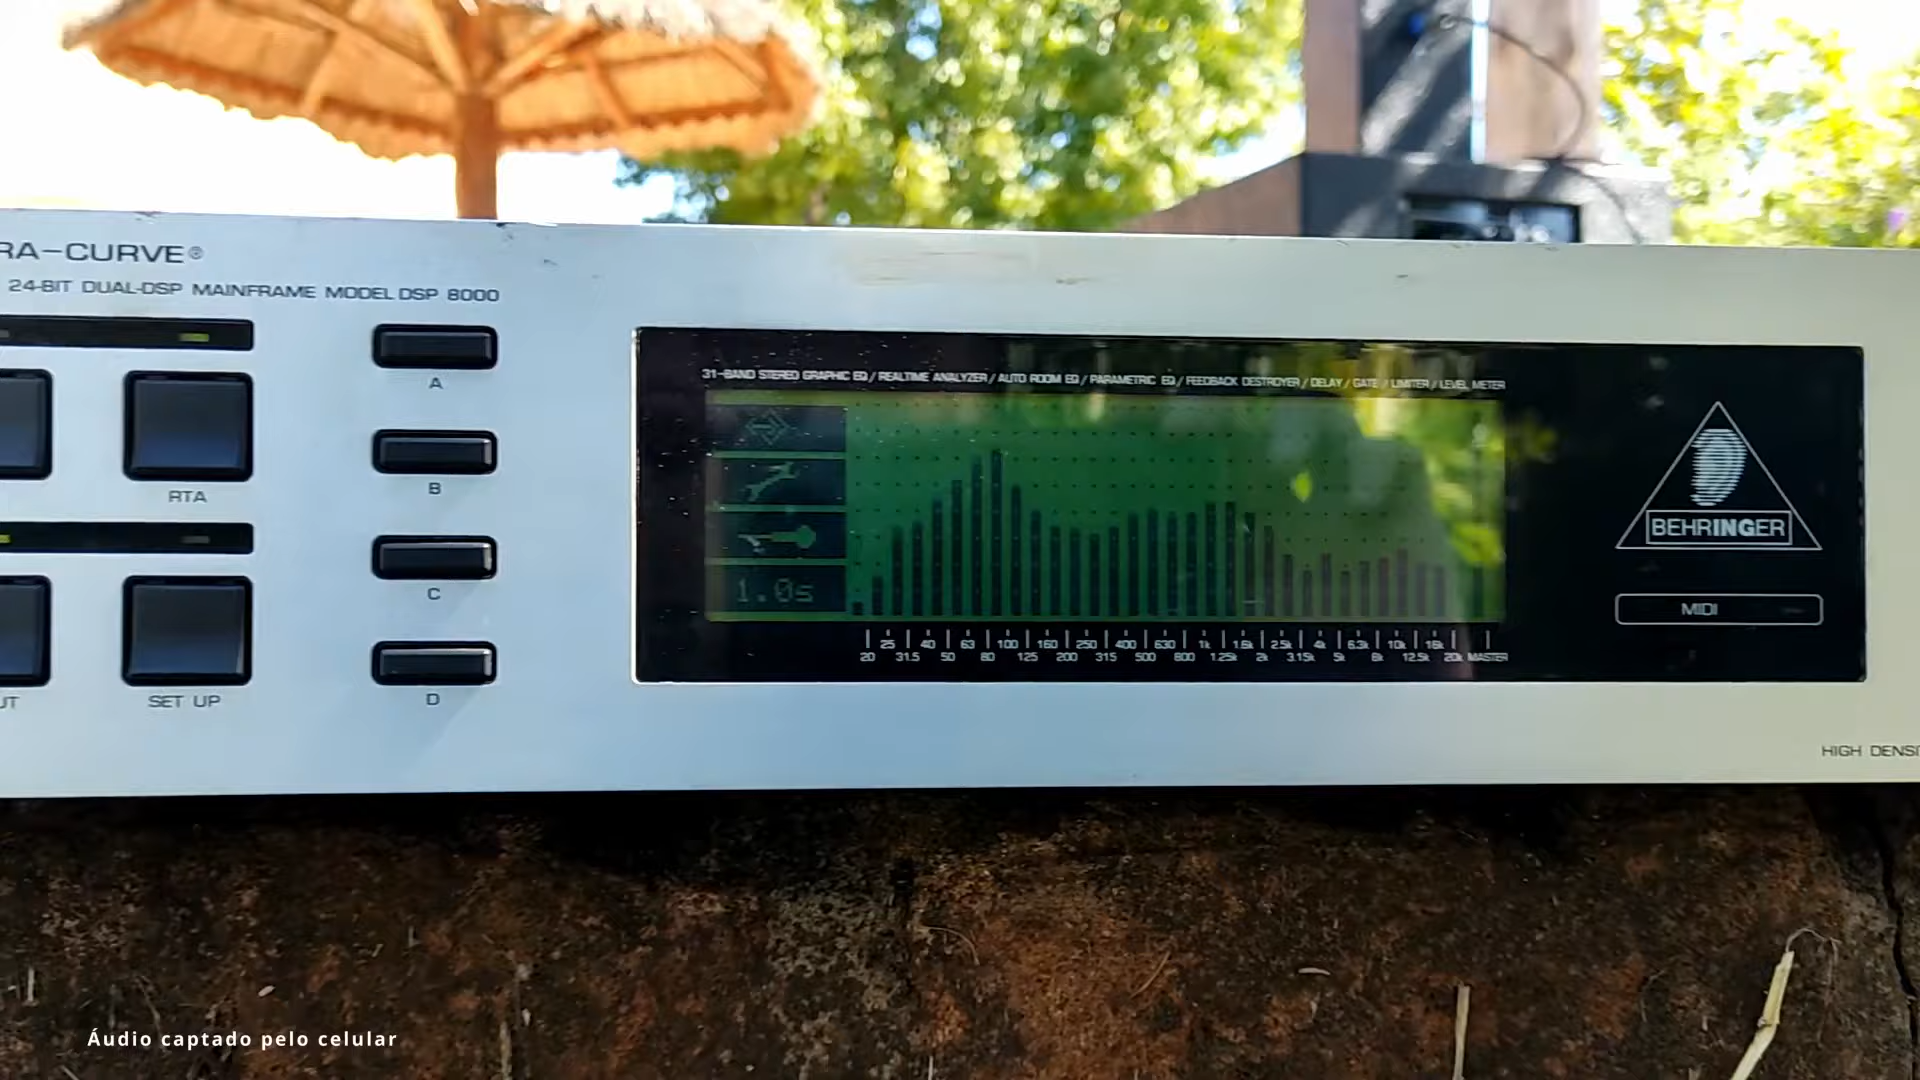 RA-CURVE®
24-BIT DUAL-DSP MAINFRAME MODEL DSP 8000
A
RTA
B
C
UT
SET UP
D
31-BAND STEREO GRAPHIC EQ / REALTIME ANALYZER / AUTO ROOM EQ / PARAMETRIC EQ / FEEDBACK DESTROYER / DELAY / GATE / LIMITER / LEVEL METER
1.0s
25 40 63 100 160 250 400 630 1k 1.6k 2.5k 4k 6.3k 10k 16k
20 31.5 50 80 125 200 315 500 800 1.25k 2k 3.15k 5k 8k 12.5k 20k MASTER
BEHRINGER
MIDI
HIGH DENSI
Áudio captado pelo celular